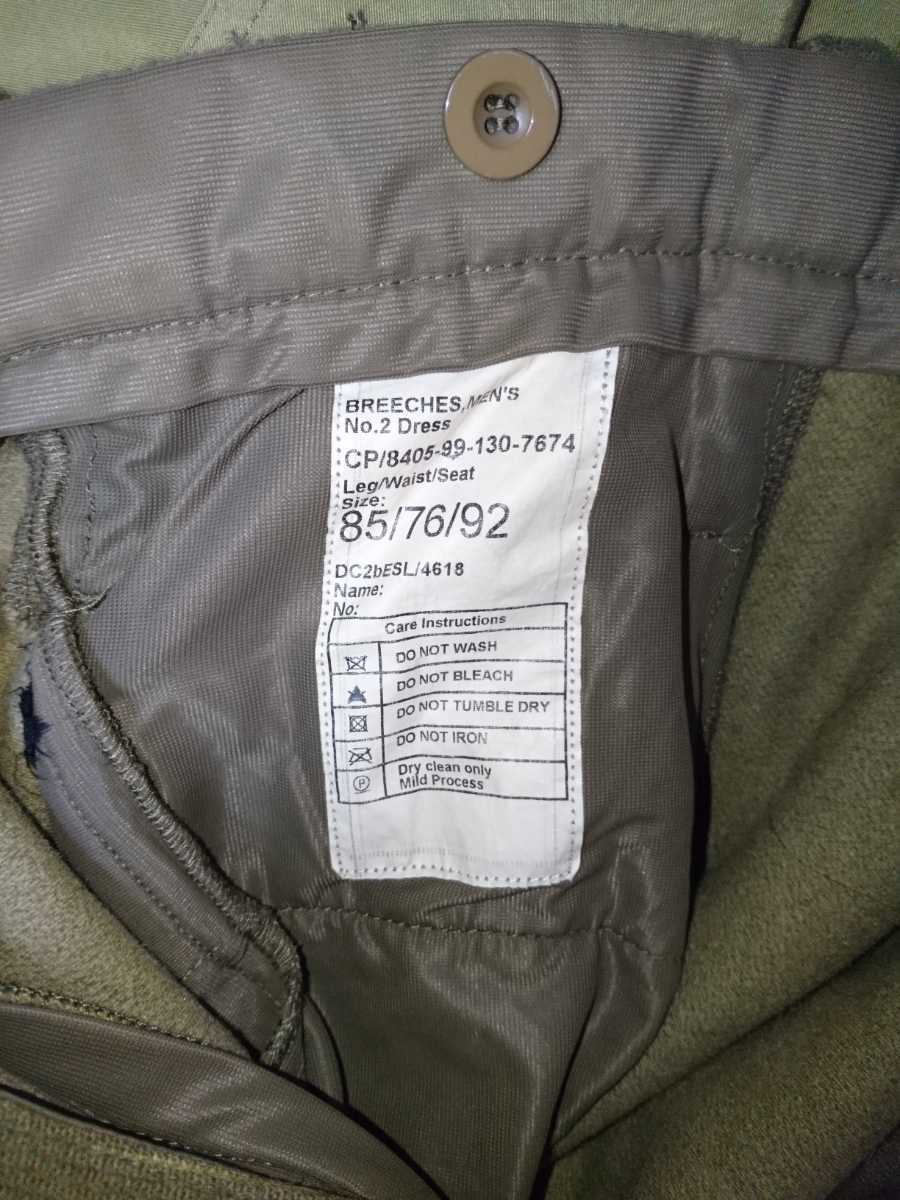 BREECHES, MEN'S
No.2 Dress
CP/8405-99-130-7674
Leg/Waist/Seat
size:
85/76/92
DC2bESL/4618
Name:
No:
Care Instructions
DO NOT WASH
DO NOT BLEACH
DO NOT TUMBLE DRY
DO NOT IRON
P Dry clean only
Mild Process